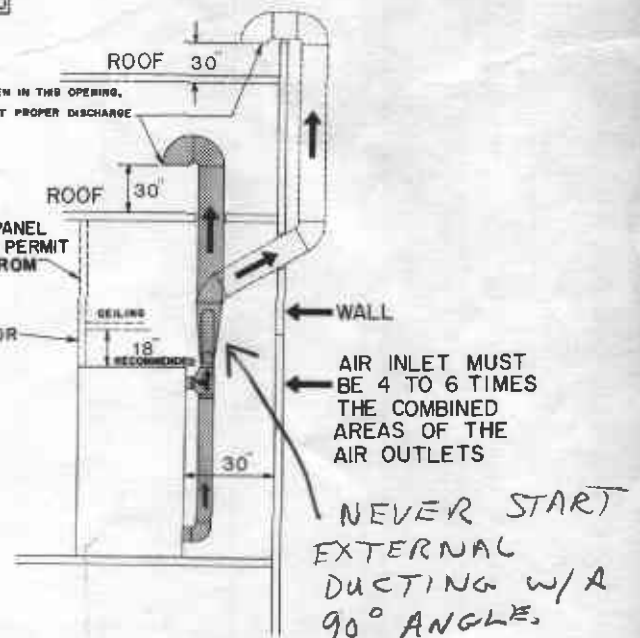 ROOF 30"
EN IN THIS OPENING,
T PROPER DISCHARGE
ROOF 30"
PANEL
PERMIT
ROM
CEILING
OR
18"
RECOMMENDED
WALL
AIR INLET MUST
BE 4 TO 6 TIMES
THE COMBINED
AREAS OF THE
AIR OUTLETS
30"
NEVER START
EXTERNAL
DUCTING W/A
90° ANGLE.